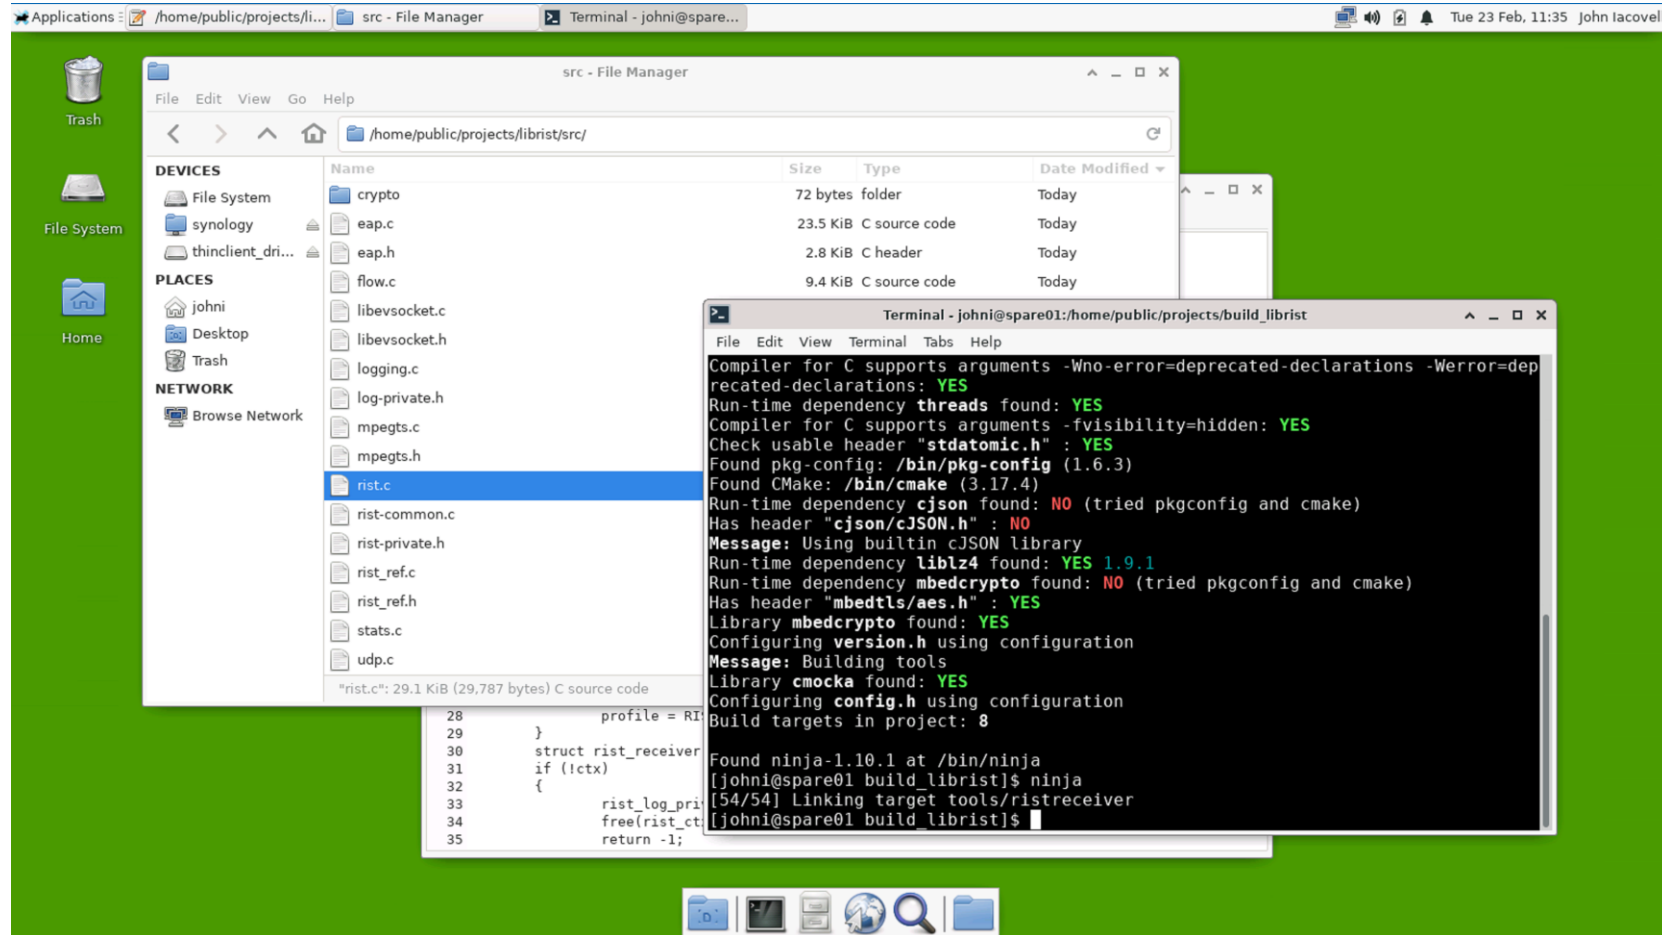 Applications
/home/public/projects/li...
src - File Manager
Terminal - johni@spare...
Tue 23 Feb, 11:35
John Iacovel
Trash
File System
Home
src - File Manager
File Edit View Go Help
/home/public/projects/librist/src/
DEVICES
File System
synology
thinclient_dri...
PLACES
johni
Desktop
Trash
NETWORK
Browse Network
Name Size Type Date Modified
crypto 72 bytes folder Today
eap.c 23.5 KiB C source code Today
eap.h 2.8 KiB C header Today
flow.c 9.4 KiB C source code Today
libevsocket.c
libevsocket.h
logging.c
log-private.h
mpegts.c
mpegts.h
rist.c
rist-common.c
rist-private.h
rist_ref.c
rist_ref.h
stats.c
udp.c
"rist.c": 29.1 KiB (29,787 bytes) C source code
28 profile = RIS
29 }
30 struct rist_receiver
31 if (!ctx)
32 {
33 rist_log_pri
34 free(rist_ct
35 return -1;
Terminal - johni@spare01:/home/public/projects/build_librist
File Edit View Terminal Tabs Help
Compiler for C supports arguments -Wno-error=deprecated-declarations -Werror=dep
recated-declarations: YES
Run-time dependency threads found: YES
Compiler for C supports arguments -fvisibility=hidden: YES
Check usable header "stdatomic.h" : YES
Found pkg-config: /bin/pkg-config (1.6.3)
Found CMake: /bin/cmake (3.17.4)
Run-time dependency cjson found: NO (tried pkgconfig and cmake)
Has header "cjson/cJSON.h" : NO
Message: Using builtin cJSON library
Run-time dependency liblz4 found: YES 1.9.1
Run-time dependency mbedcrypto found: NO (tried pkgconfig and cmake)
Has header "mbedtls/aes.h" : YES
Library mbedcrypto found: YES
Configuring version.h using configuration
Message: Building tools
Library cmocka found: YES
Configuring config.h using configuration
Build targets in project: 8
Found ninja-1.10.1 at /bin/ninja
[johni@spare01 build_librist]$ ninja
[54/54] Linking target tools/ristreceiver
[johni@spare01 build_librist]$